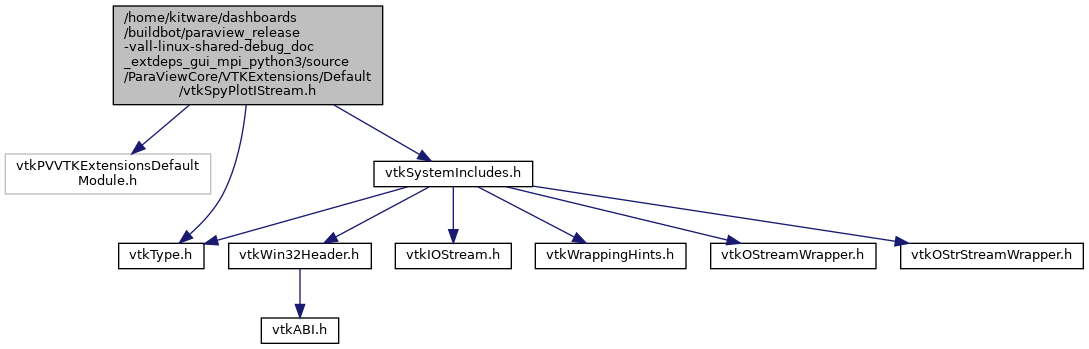 /home/kitware/dashboards
/buildbot/paraview_release
-vall-linux-shared-debug_doc
_extdeps_gui_mpi_python3/source
/ParaViewCore/VTKExtensions/Default
/vtkSpyPlotIStream.h
vtkPVVTKExtensionsDefault
Module.h
vtkSystemIncludes.h
vtkType.h
vtkWin32Header.h
vtkIOStream.h
vtkWrappingHints.h
vtkOStreamWrapper.h
vtkOStrStreamWrapper.h
vtkABI.h